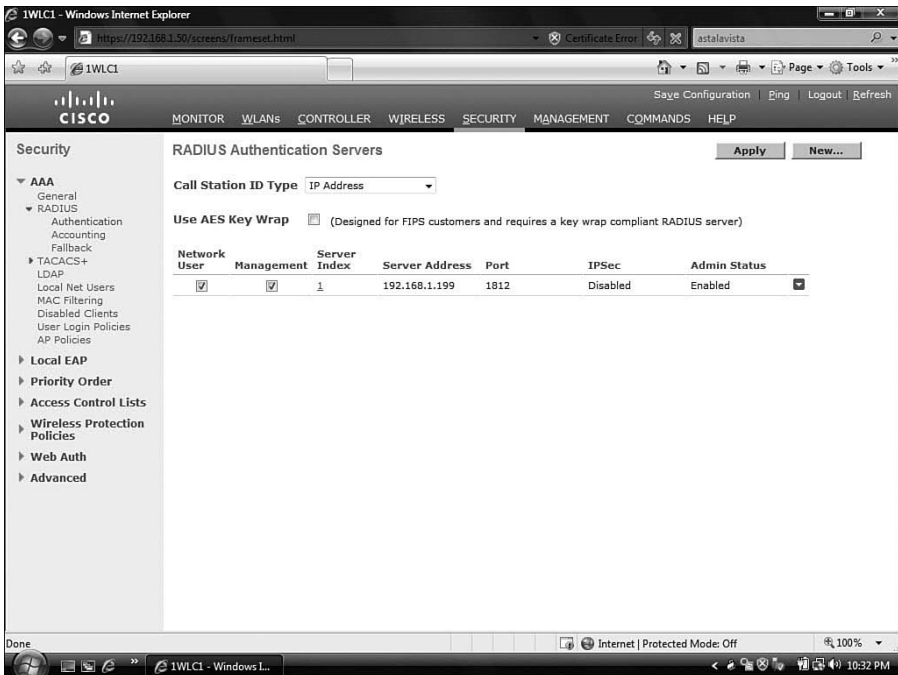 1WLC1 - Windows Internet Explorer
https://192.168.1.50/screens/frameset.html
Certificate Error
astalavista
1WLC1
Page
Tools
Save Configuration | Ping | Logout | Refresh
CISCO
MONITOR WLANs CONTROLLER WIRELESS SECURITY MANAGEMENT COMMANDS HELP
Security
AAA
General
RADIUS
Authentication
Accounting
Fallback
TACACS+
LDAP
Local Net Users
MAC Filtering
Disabled Clients
User Login Policies
AP Policies
Local EAP
Priority Order
Access Control Lists
Wireless Protection
Policies
Web Auth
Advanced
RADIUS Authentication Servers
Apply
New...
Call Station ID Type IP Address
Use AES Key Wrap (Designed for FIPS customers and requires a key wrap compliant RADIUS server)
Network User Management Server Index Server Address Port IPSec Admin Status
1 192.168.1.199 1812 Disabled Enabled
Done
Internet | Protected Mode: Off
100%
1WLC1 - Windows I...
10:32 PM